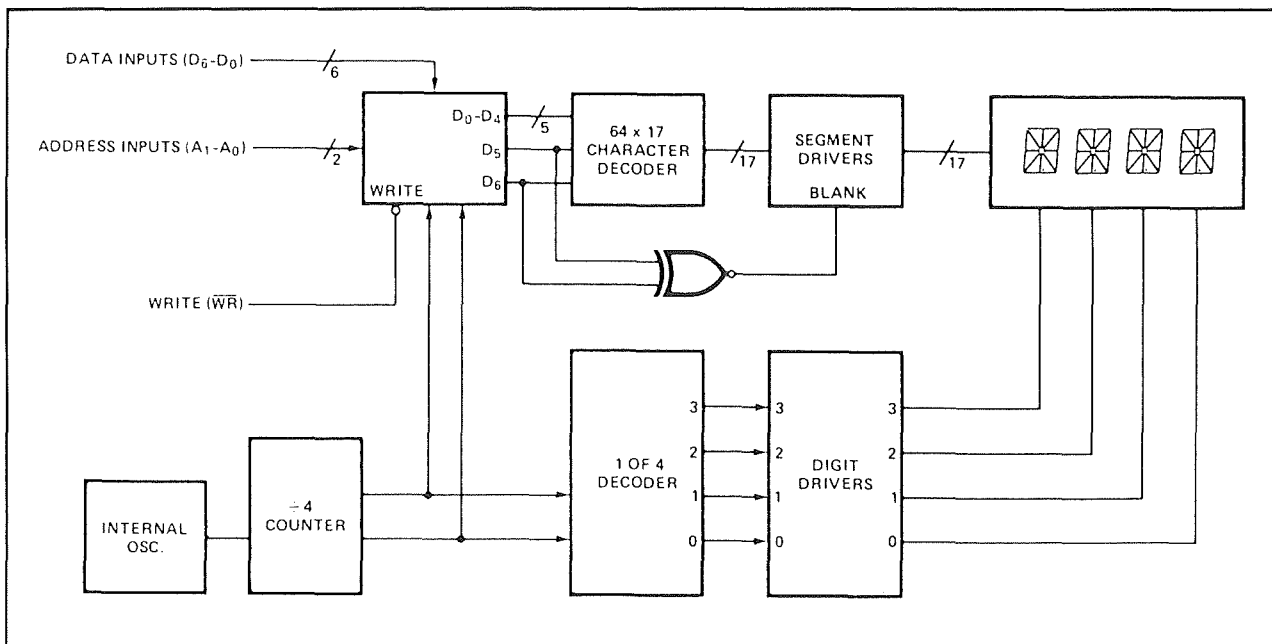 DATA INPUTS (D6-D0)
6
ADDRESS INPUTS (A1-A0)
2
WRITE (WR)
D0-D4
D5
D6
WRITE
5
64 x 17
CHARACTER
DECODER
17
SEGMENT
DRIVERS
BLANK
17
INTERNAL
OSC.
÷4
COUNTER
1 OF 4
DECODER
3
2
1
0
3
2
1
0
DIGIT
DRIVERS
3
2
1
0